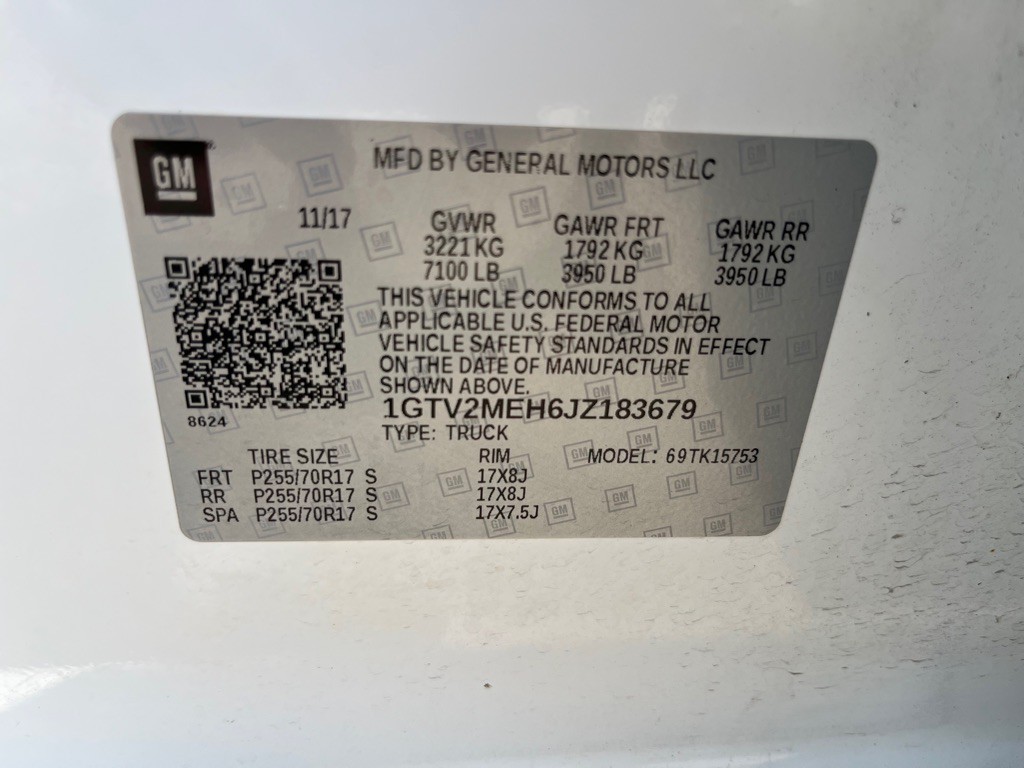 GM
MFD BY GENERAL MOTORS LLC
11/17
GVWR
3221 KG
7100 LB
GAWR FRT
1792 KG
3950 LB
GAWR RR
1792 KG
3950 LB
THIS VEHICLE CONFORMS TO ALL
APPLICABLE U.S. FEDERAL MOTOR
VEHICLE SAFETY STANDARDS IN EFFECT
ON THE DATE OF MANUFACTURE
SHOWN ABOVE.
8624
1GTV2MEH6JZ183679
TYPE: TRUCK
MODEL: 69TK15753
TIRE SIZE RIM
FRT P255/70R17 S 17X8J
RR P255/70R17 S 17X8J
SPA P255/70R17 S 17X7.5J